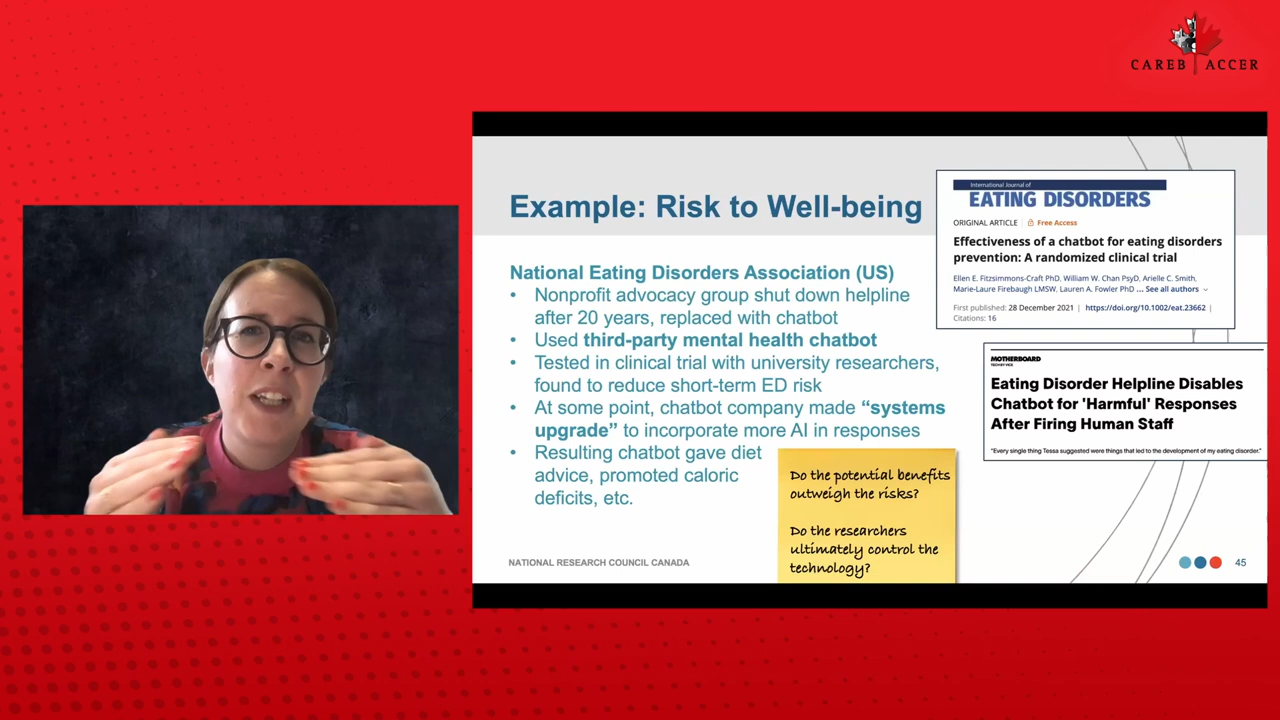 CAREB ACCER
Example: Risk to Well-being
National Eating Disorders Association (US)
• Nonprofit advocacy group shut down helpline
after 20 years, replaced with chatbot
• Used third-party mental health chatbot
• Tested in clinical trial with university researchers,
found to reduce short-term ED risk
• At some point, chatbot company made “systems
upgrade” to incorporate more AI in responses
• Resulting chatbot gave diet
advice, promoted caloric
deficits, etc.
Do the potential benefits
outweigh the risks?
Do the researchers
ultimately control the
technology?
International Journal of
EATING DISORDERS
ORIGINAL ARTICLE | Free Access
Effectiveness of a chatbot for eating disorders
prevention: A randomized clinical trial
Ellen E. Fitzsimmons-Craft PhD, William W. Chan PsyD, Arielle C. Smith,
Marie-Laure Firebaugh LMSW, Lauren A. Fowler PhD ... See all authors
First published: 28 December 2021 | https://doi.org/10.1002/eat.23662 |
Citations: 16
MOTHERBOARD
TECH BY VICE
Eating Disorder Helpline Disables
Chatbot for 'Harmful' Responses
After Firing Human Staff
"Every single thing Tessa suggested were things that led to the development of my eating disorder."
NATIONAL RESEARCH COUNCIL CANADA
45